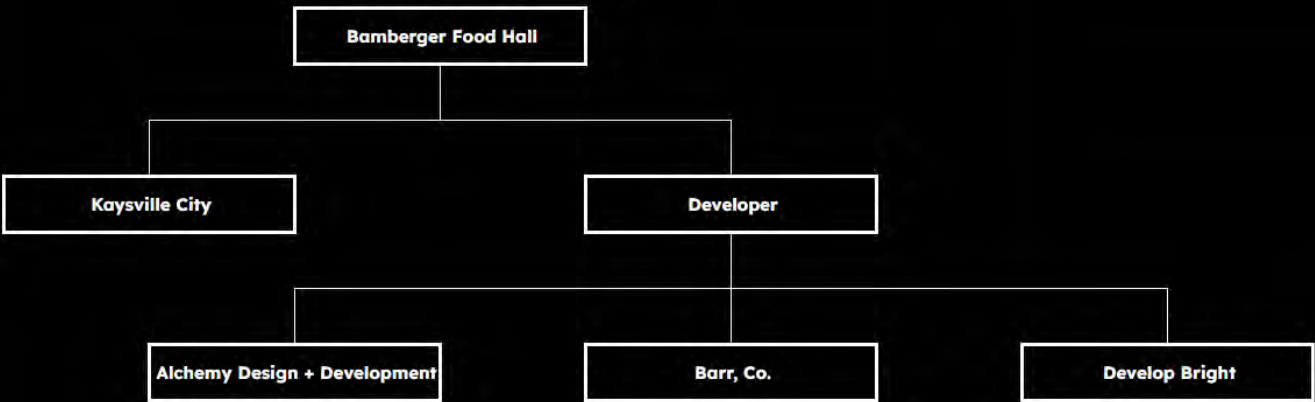 Bamberger Food Hall
Kaysville City
Developer
Alchemy Design + Development
Barr, Co.
Develop Bright